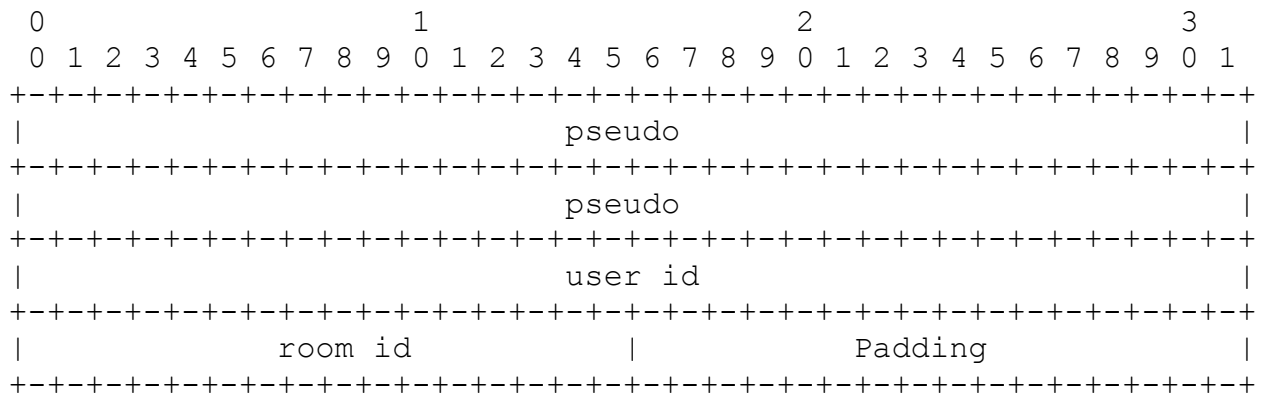 0                   1                   2                   3
 0 1 2 3 4 5 6 7 8 9 0 1 2 3 4 5 6 7 8 9 0 1 2 3 4 5 6 7 8 9 0 1
+-+-+-+-+-+-+-+-+-+-+-+-+-+-+-+-+-+-+-+-+-+-+-+-+-+-+-+-+-+-+-+-+
|                            pseudo                             |
+-+-+-+-+-+-+-+-+-+-+-+-+-+-+-+-+-+-+-+-+-+-+-+-+-+-+-+-+-+-+-+-+
|                            pseudo                             |
+-+-+-+-+-+-+-+-+-+-+-+-+-+-+-+-+-+-+-+-+-+-+-+-+-+-+-+-+-+-+-+-+
|                            user id                            |
+-+-+-+-+-+-+-+-+-+-+-+-+-+-+-+-+-+-+-+-+-+-+-+-+-+-+-+-+-+-+-+-+
|             room id           |           Padding             |
+-+-+-+-+-+-+-+-+-+-+-+-+-+-+-+-+-+-+-+-+-+-+-+-+-+-+-+-+-+-+-+-+